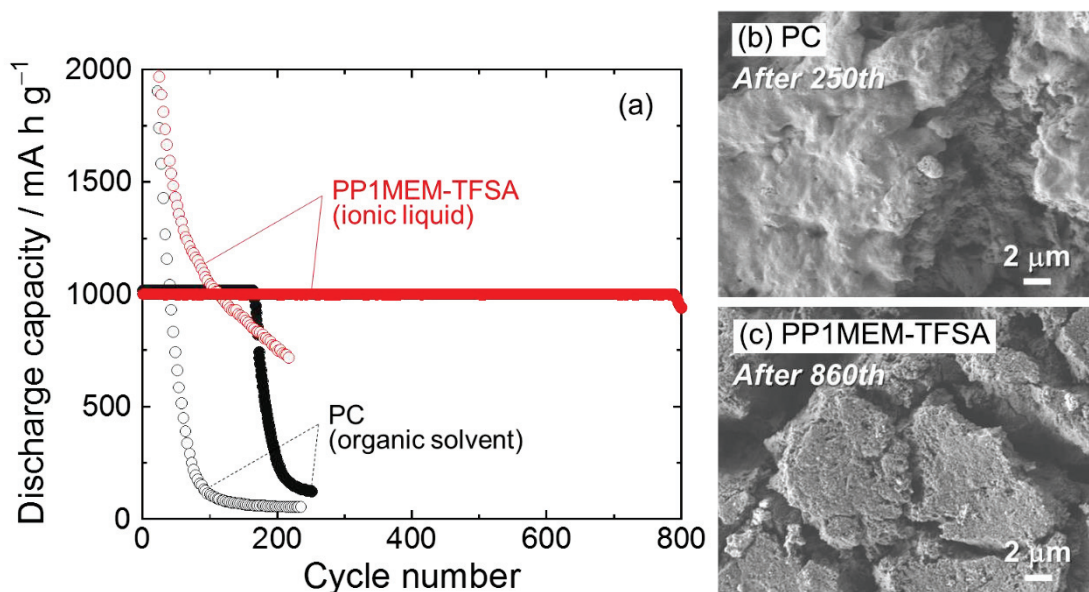 (a)
Discharge capacity / mA h g⁻¹
2000
1500
1000
500
0
PP1MEM-TFSA
(ionic liquid)
PC
(organic solvent)
0
200
400
600
800
Cycle number
(b) PC
After 250th
2 μm
(c) PP1MEM-TFSA
After 860th
2 μm